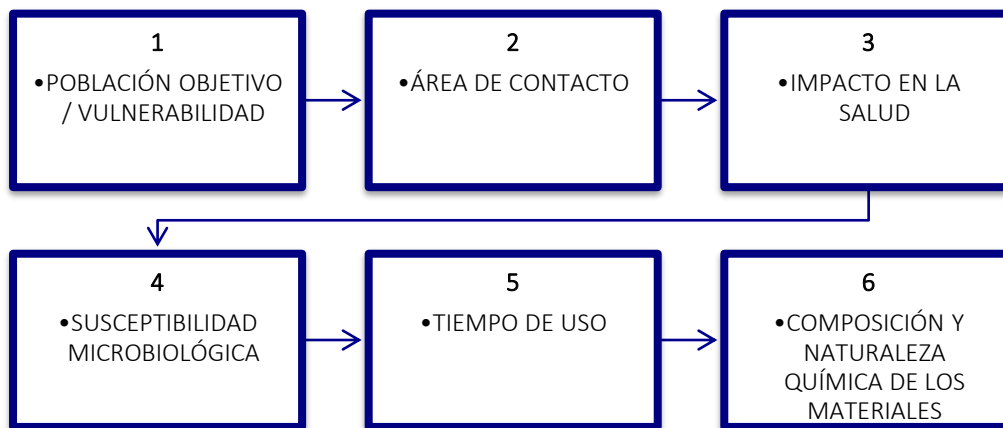 1
•POBLACIÓN OBJETIVO
/ VULNERABILIDAD
2
•ÁREA DE CONTACTO
3
•IMPACTO EN LA
SALUD
4
•SUSCEPTIBILIDAD
MICROBIOLÓGICA
5
•TIEMPO DE USO
6
•COMPOSICIÓN Y
NATURALEZA
QUÍMICA DE LOS
MATERIALES